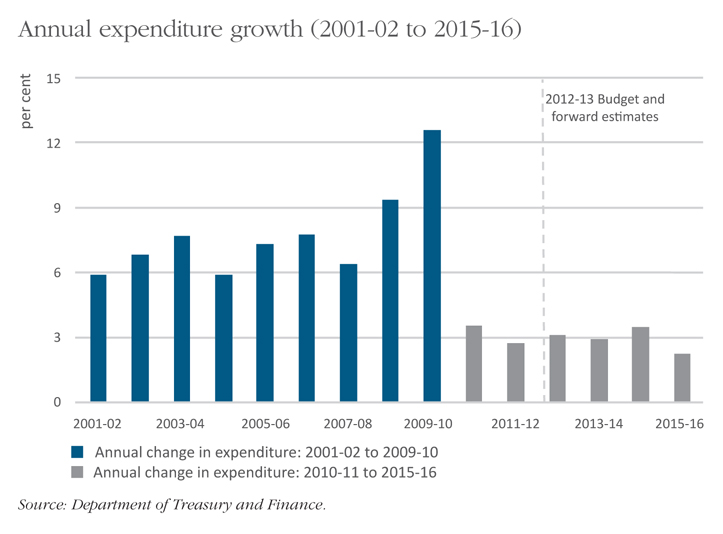 Annual expenditure growth (2001-02 to 2015-16)
per cent
15
2012-13 Budget and
forward estimates
12
9
6
3
0
2001-02 2003-04 2005-06 2007-08 2009-10 2011-12 2013-14 2015-16
Annual change in expenditure: 2001-02 to 2009-10
Annual change in expenditure: 2010-11 to 2015-16
Source: Department of Treasury and Finance.